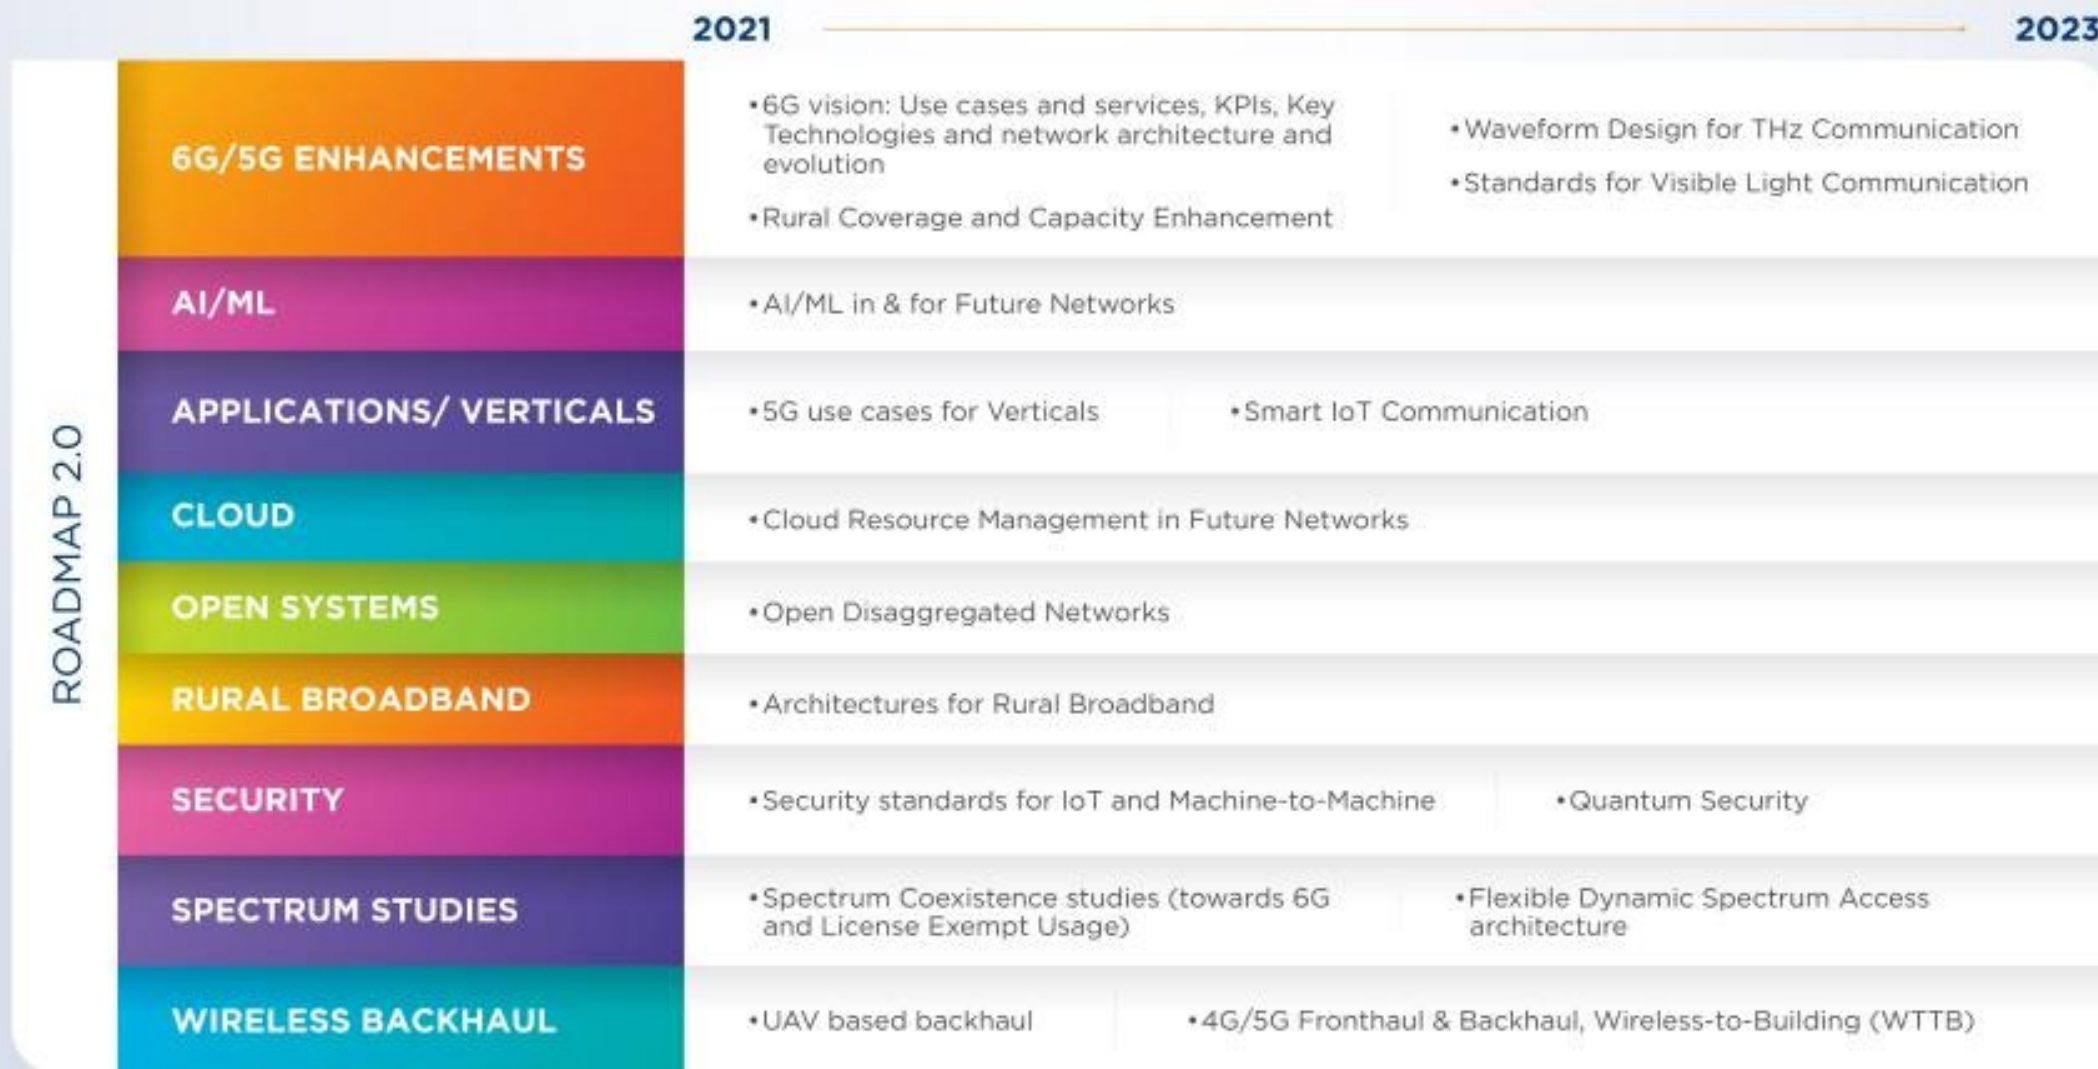 2021
2023
ROADMAP 2.0
6G/5G ENHANCEMENTS
•6G vision: Use cases and services, KPIs, Key
Technologies and network architecture and
evolution
•Rural Coverage and Capacity Enhancement
•Waveform Design for THz Communication
•Standards for Visible Light Communication
AI/ML
•AI/ML in & for Future Networks
APPLICATIONS/ VERTICALS
•5G use cases for Verticals
•Smart IoT Communication
CLOUD
•Cloud Resource Management in Future Networks
OPEN SYSTEMS
•Open Disaggregated Networks
RURAL BROADBAND
•Architectures for Rural Broadband
SECURITY
•Security standards for IoT and Machine-to-Machine
•Quantum Security
SPECTRUM STUDIES
•Spectrum Coexistence studies (towards 6G
and License Exempt Usage)
•Flexible Dynamic Spectrum Access
architecture
WIRELESS BACKHAUL
•UAV based backhaul
•4G/5G Fronthaul & Backhaul, Wireless-to-Building (WTTB)